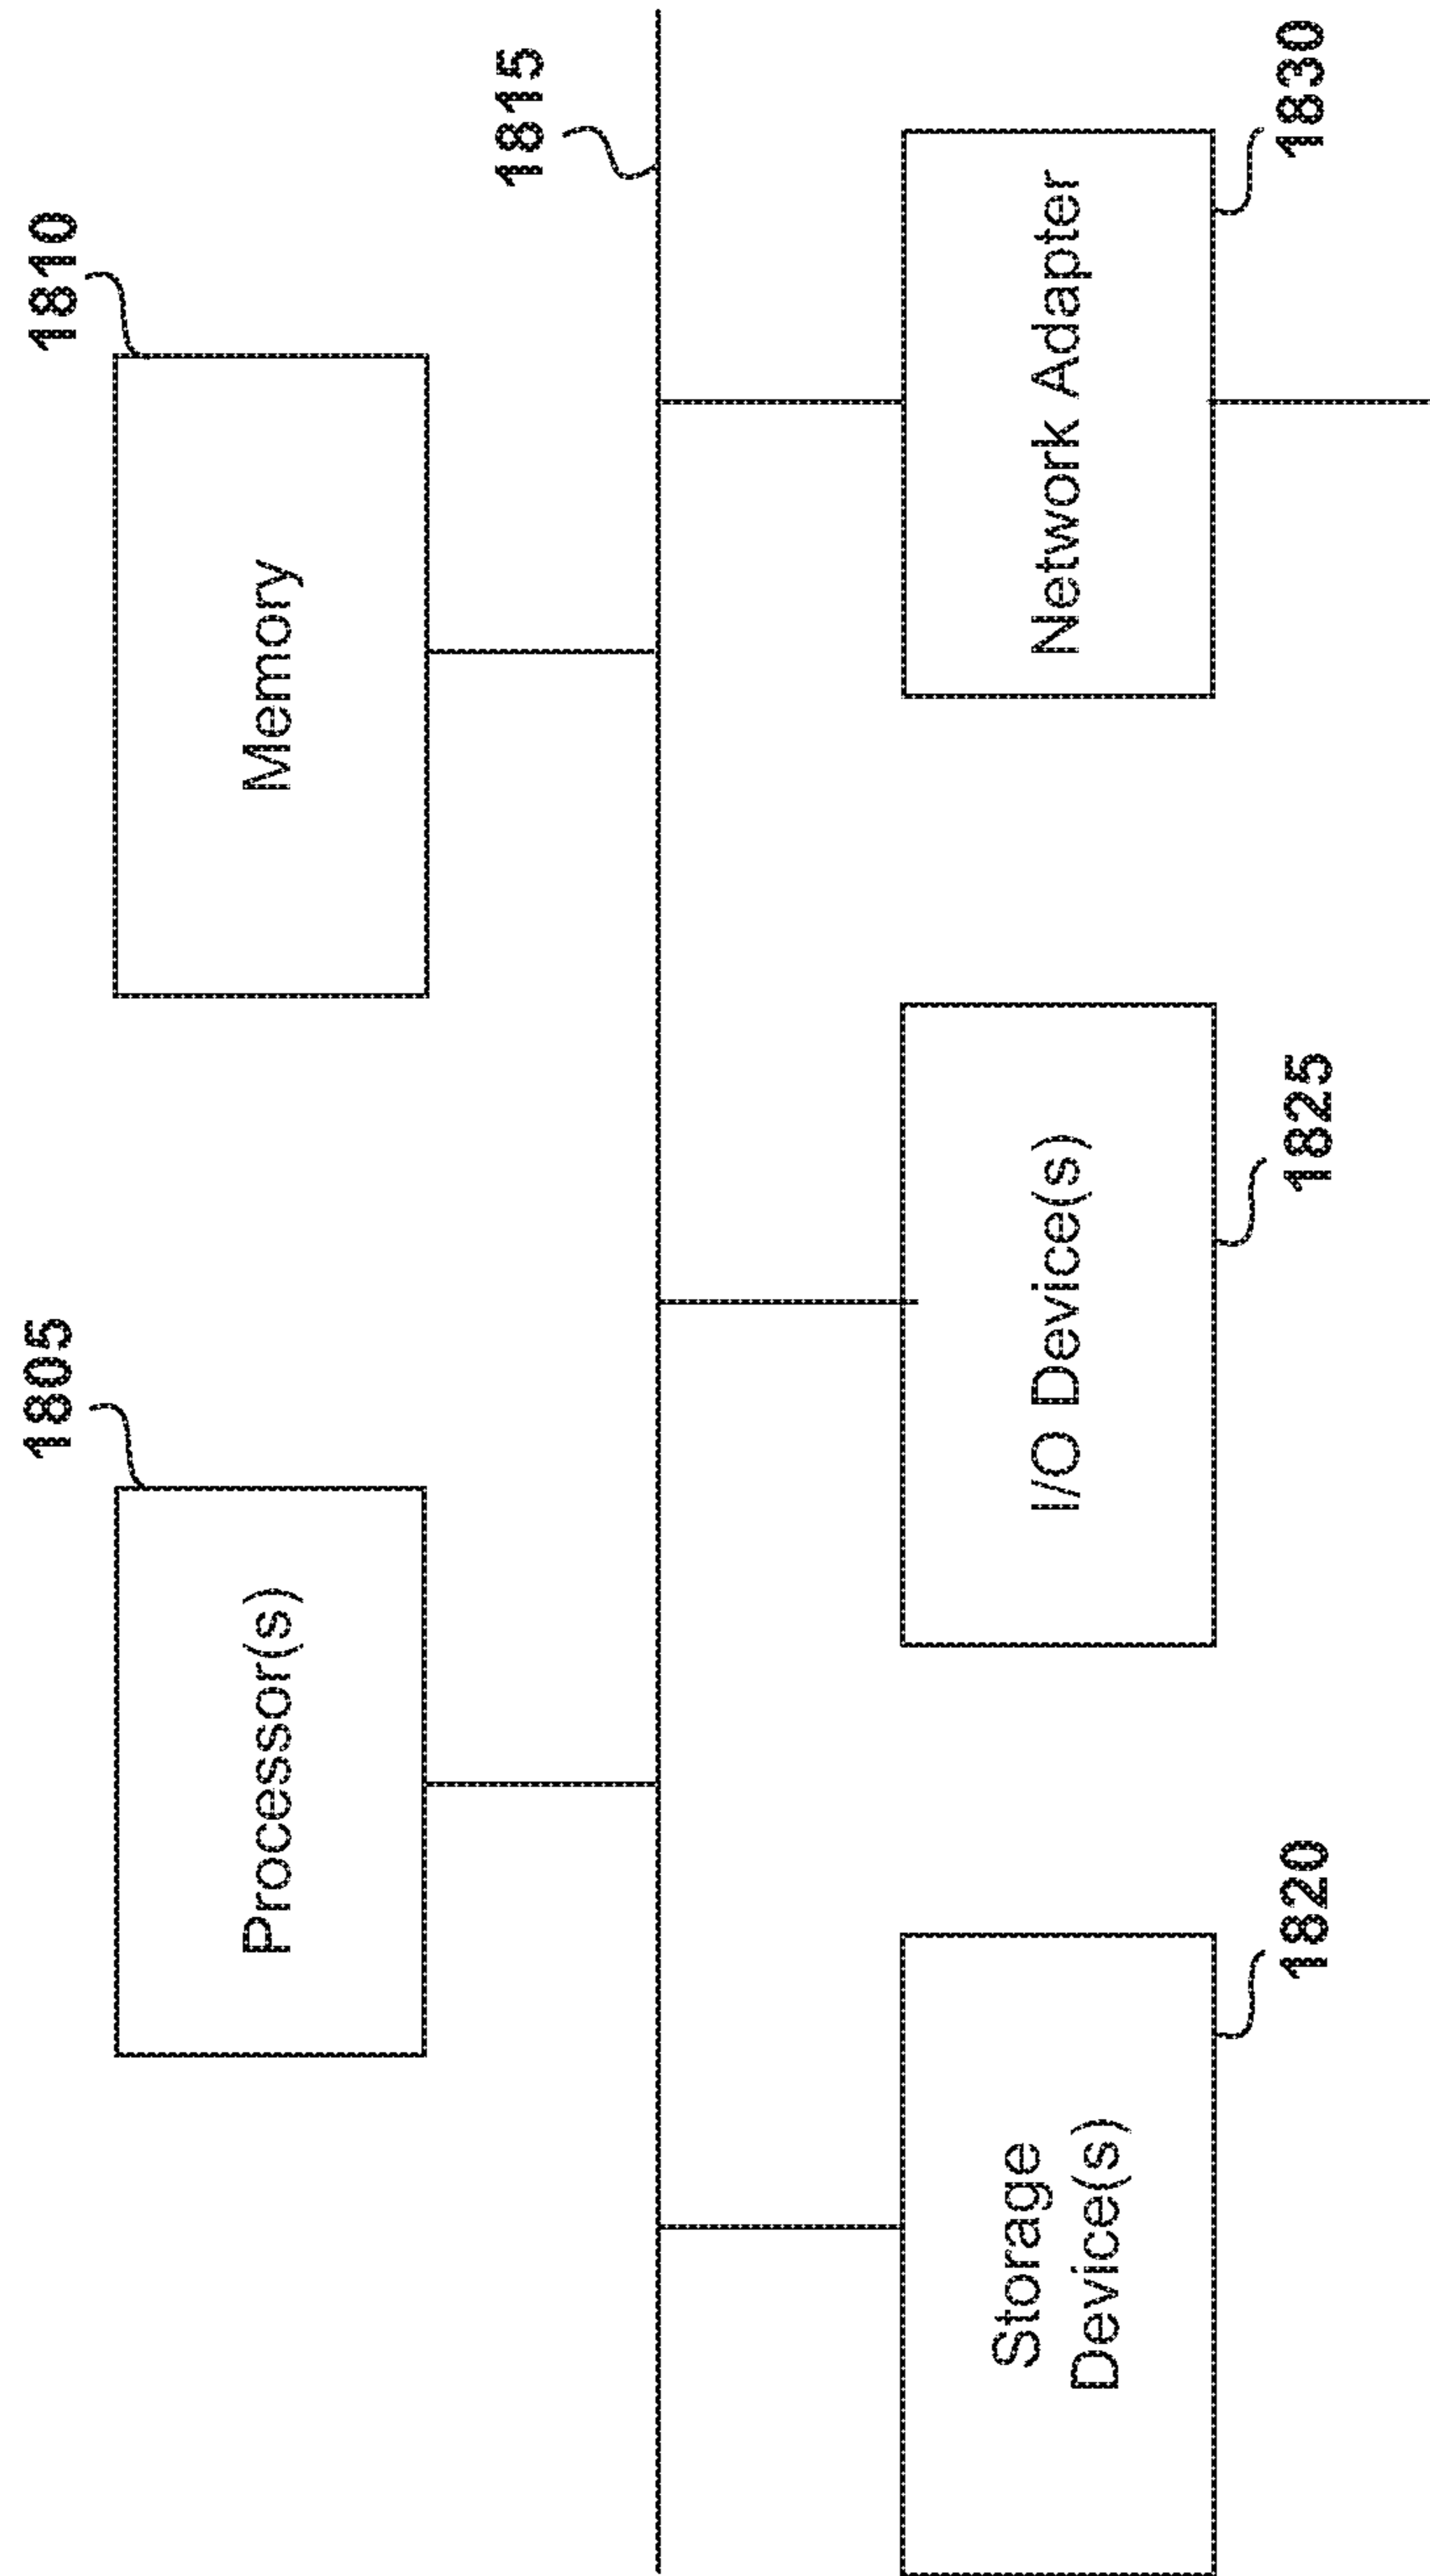 1805
1810
Processor(s)
Memory
1815
Storage
Device(s)
I/O Device(s)
Network Adapter
1820
1825
1830